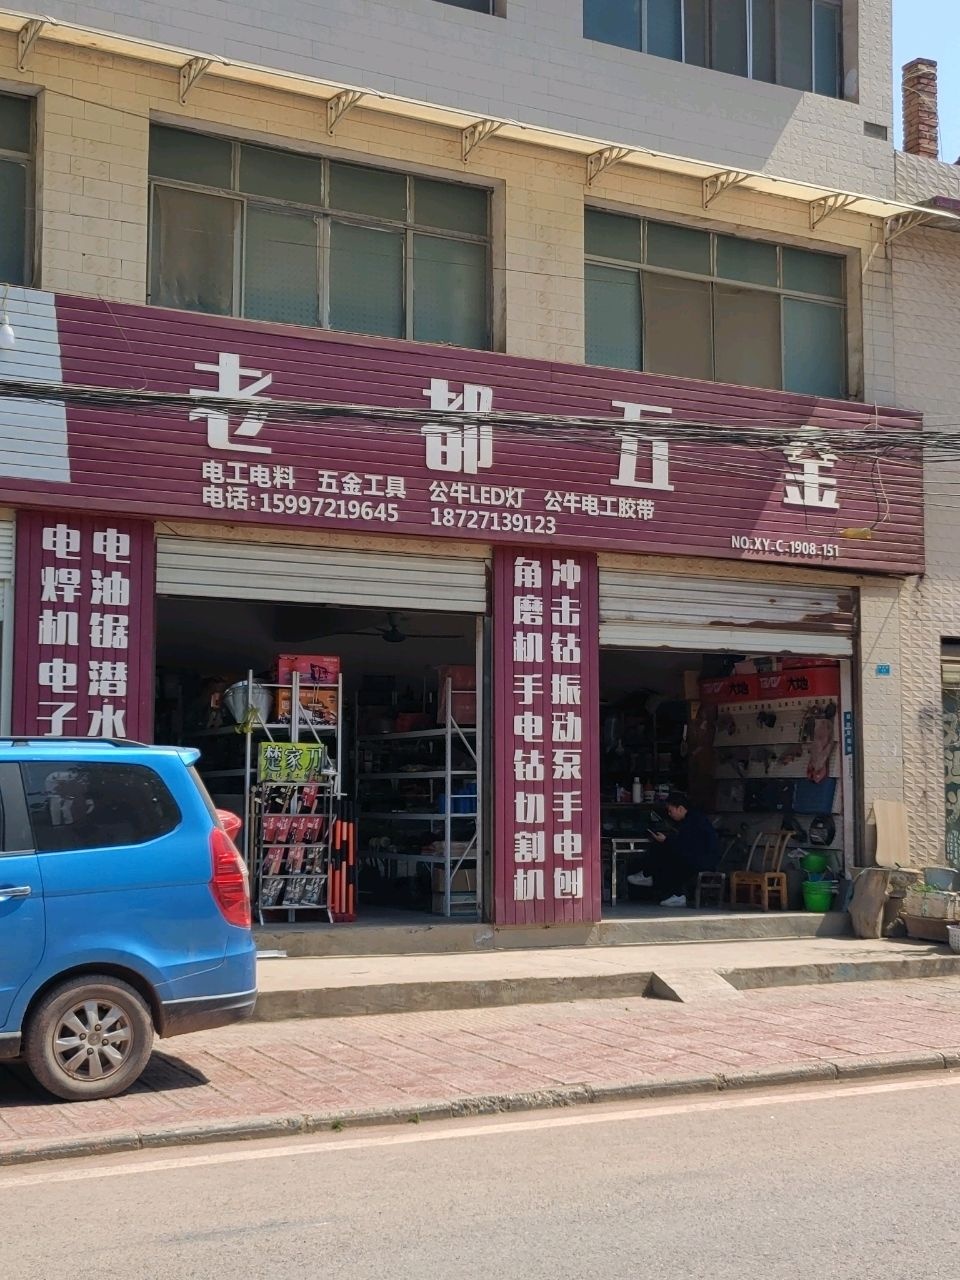 老都五金
电工电料 五金工具 公牛LED灯 公牛电工胶带
电话:15997219645 18727139123
NO.XY-C-1908-151
电焊机电子
电油锯潜水
角磨机手电钻切割机
冲击钻振动泵手电刨
楚家刀
大地
大地